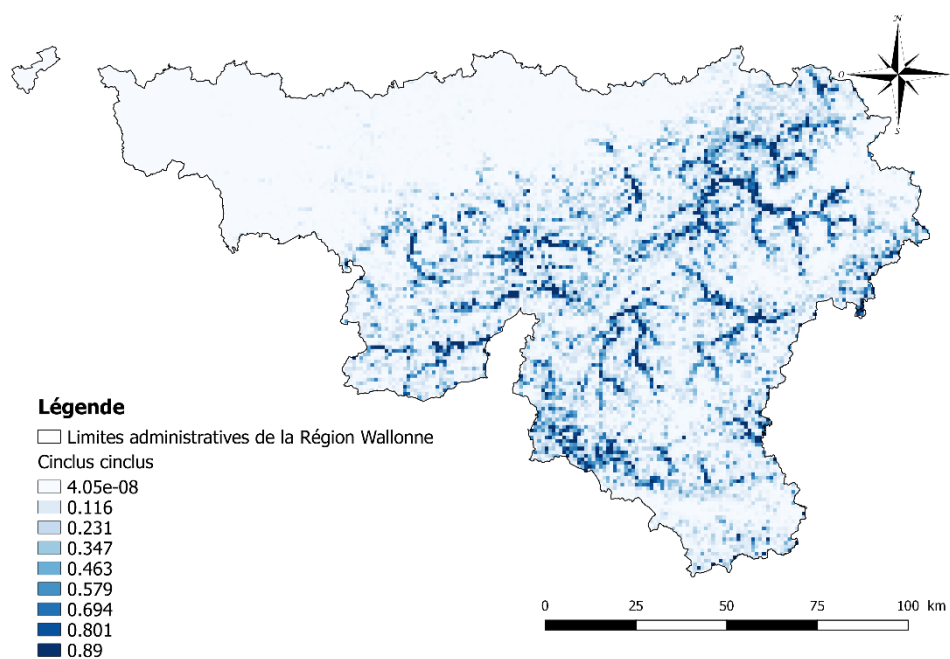 N
O
S
Légende
Limites administratives de la Région Wallonne
Cinclus cinclus
4.05e-08
0.116
0.231
0.347
0.463
0.579
0.694
0.801
0.89
0 25 50 75 100 km